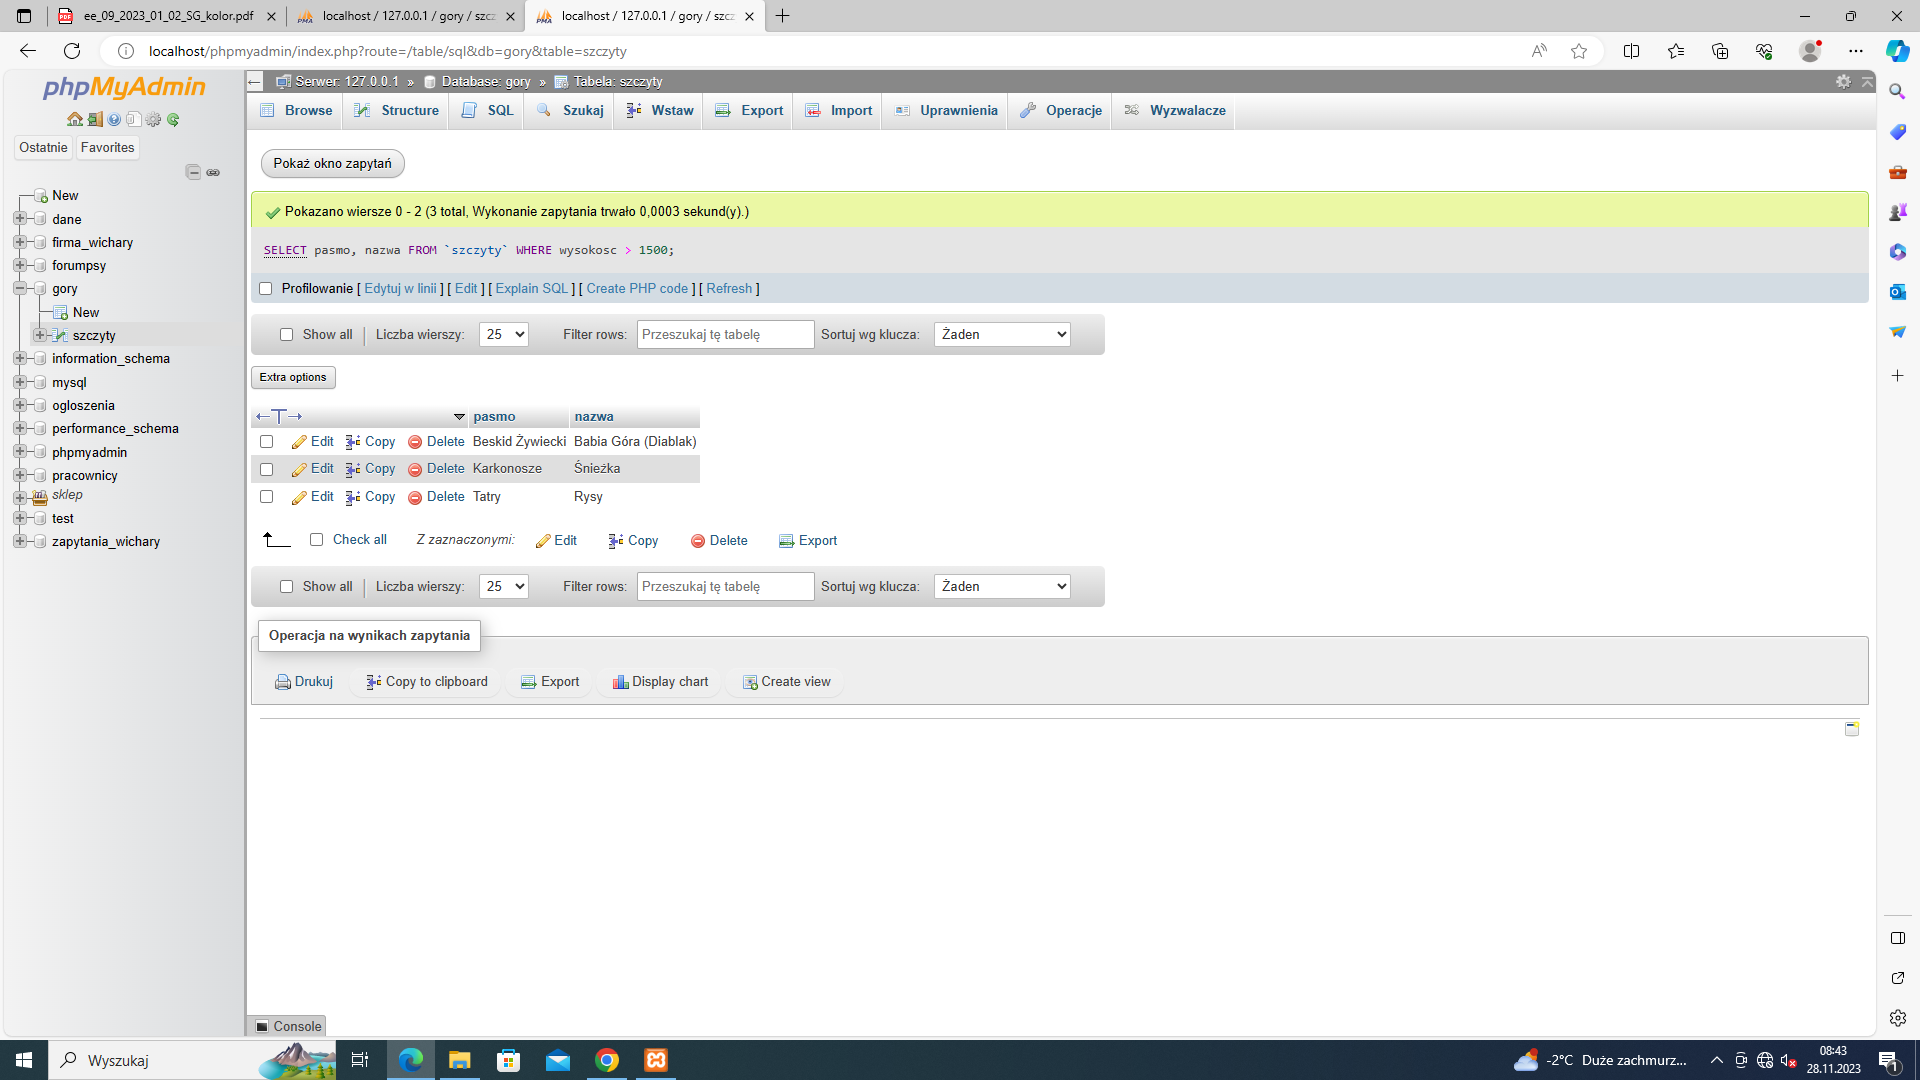 ee_09_2023_01_02_SG_kolor.pdf
localhost / 127.0.0.1 / gory / szcz
localhost / 127.0.0.1 / gory / szcz
localhost/phpmyadmin/index.php?route=/table/sql&db=gory&table=szczyty
phpMyAdmin
Ostatnie Favorites
New
dane
firma_wichary
forumpsy
gory
New
szczyty
information_schema
mysql
ogloszenia
performance_schema
phpmyadmin
pracownicy
sklep
test
zapytania_wichary
Serwer: 127.0.0.1 » Database: gory » Tabela: szczyty
Browse Structure SQL Szukaj Wstaw Export Import Uprawnienia Operacje Wyzwalacze
Pokaż okno zapytań
Pokazano wiersze 0 - 2 (3 total, Wykonanie zapytania trwało 0,0003 sekund(y).)
SELECT pasmo, nazwa FROM `szczyty` WHERE wysokosc > 1500;
Profilowanie [ Edytuj w linii ] [ Edit ] [ Explain SQL ] [ Create PHP code ] [ Refresh ]
Show all Liczba wierszy: 25 Filter rows: Przeszukaj tę tabelę Sortuj wg klucza: Żaden
Extra options
pasmo nazwa
Edit Copy Delete Beskid Żywiecki Babia Góra (Diablak)
Edit Copy Delete Karkonosze Śnieżka
Edit Copy Delete Tatry Rysy
Check all Z zaznaczonymi: Edit Copy Delete Export
Show all Liczba wierszy: 25 Filter rows: Przeszukaj tę tabelę Sortuj wg klucza: Żaden
Operacja na wynikach zapytania
Drukuj Copy to clipboard Export Display chart Create view
Console
Wyszukaj
-2°C Duże zachmurz...
08:43
28.11.2023
1